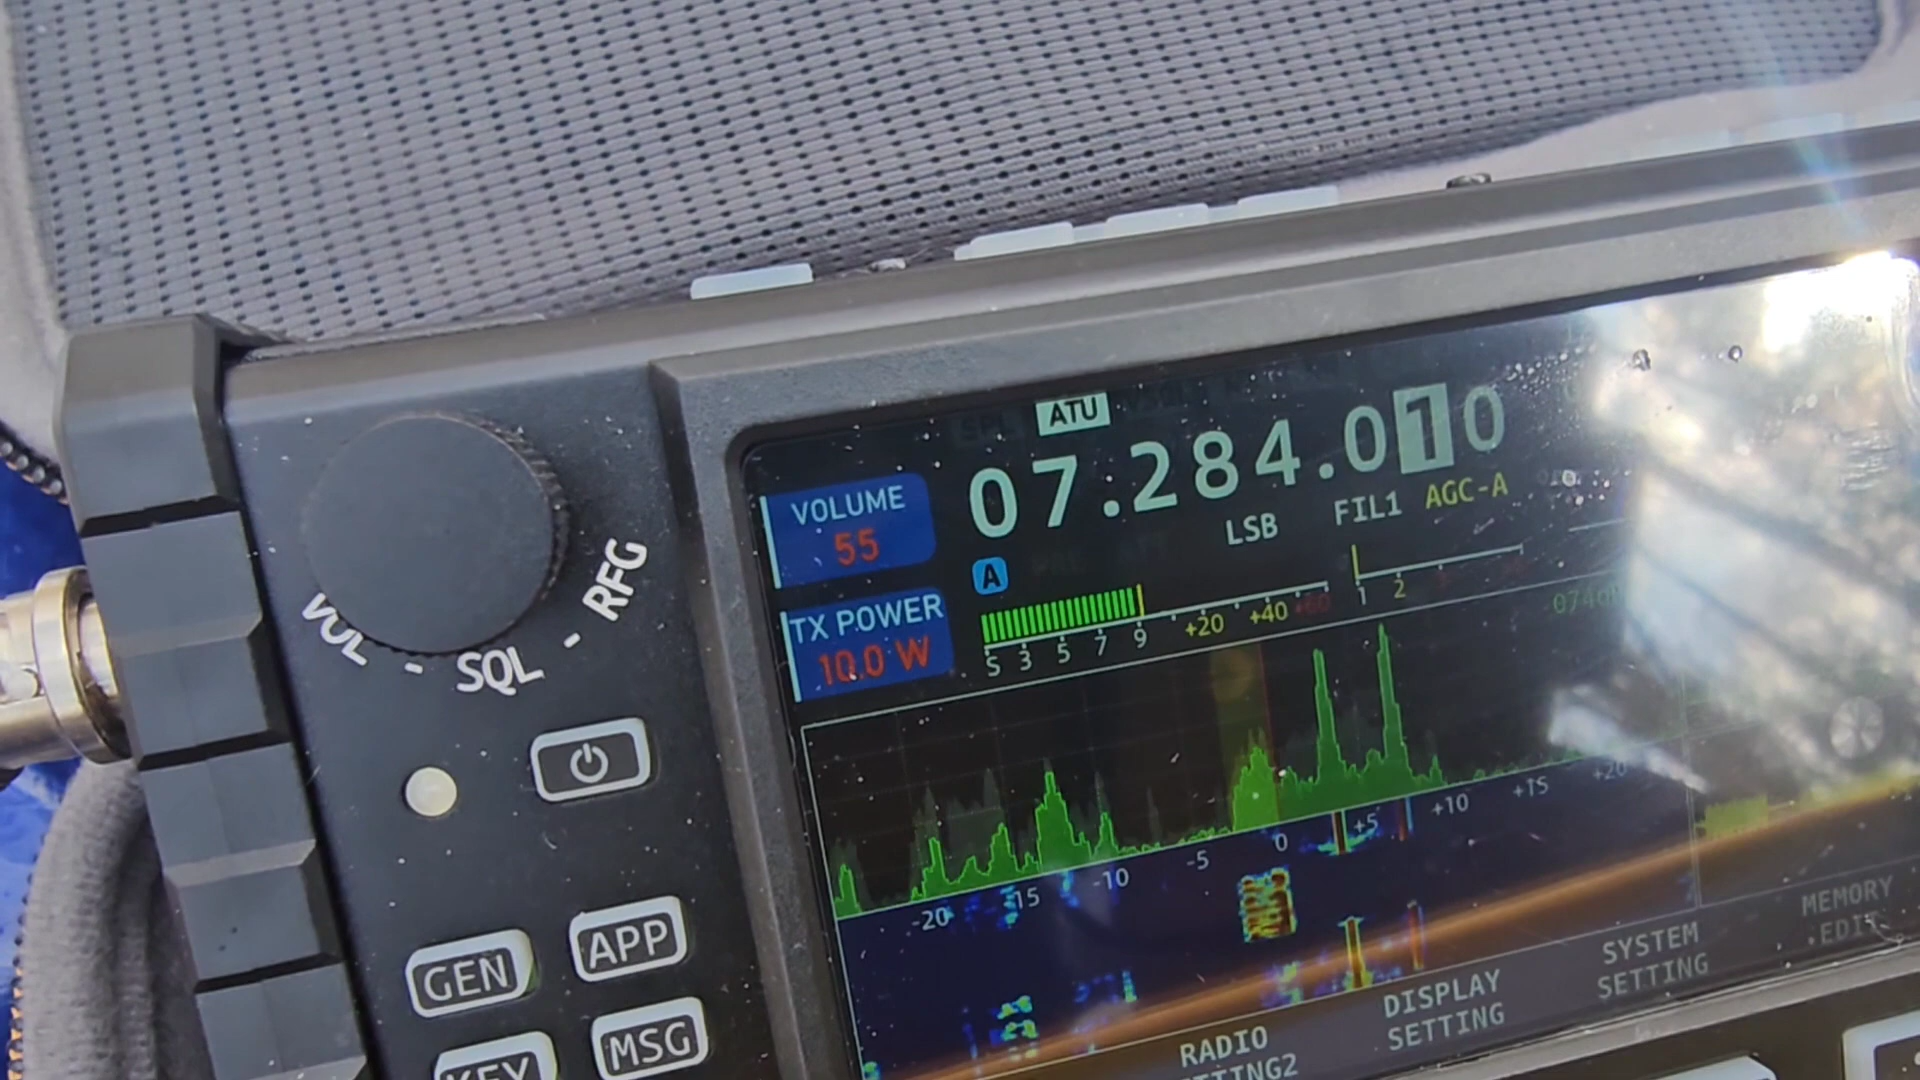 ATU
07.284.010
VOLUME
55
LSB
FIL1
AGC-A
A
TX POWER
10.0 W
S 3 5 7 9 +20 +40 +60
1 2
VOL - SQL - RFG
-20 -15 -10 -5 0 +5 +10 +15 +20
GEN
APP
KEY
MSG
RADIO
DISPLAY
SETTING
SYSTEM
SETTING
MEMORY
EDIT